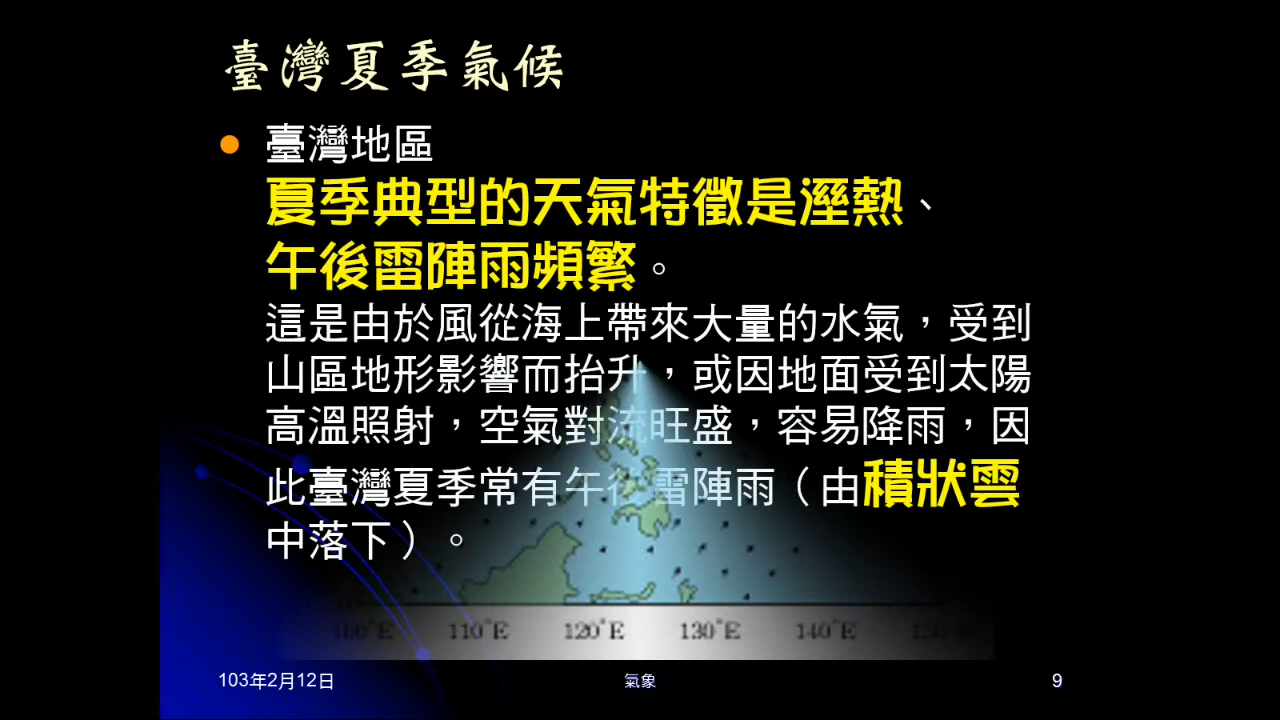 臺灣夏季氣候
臺灣地區
夏季典型的天氣特徵是溼熱、
午後雷陣雨頻繁。
這是由於風從海上帶來大量的水氣，受到
山區地形影響而抬升，或因地面受到太陽
高溫照射，空氣對流旺盛，容易降雨，因
此臺灣夏季常有午後雷陣雨（由積狀雲
中落下）。
100°E 110°E 120°E 130°E 140°E
103年2月12日 氣象 9